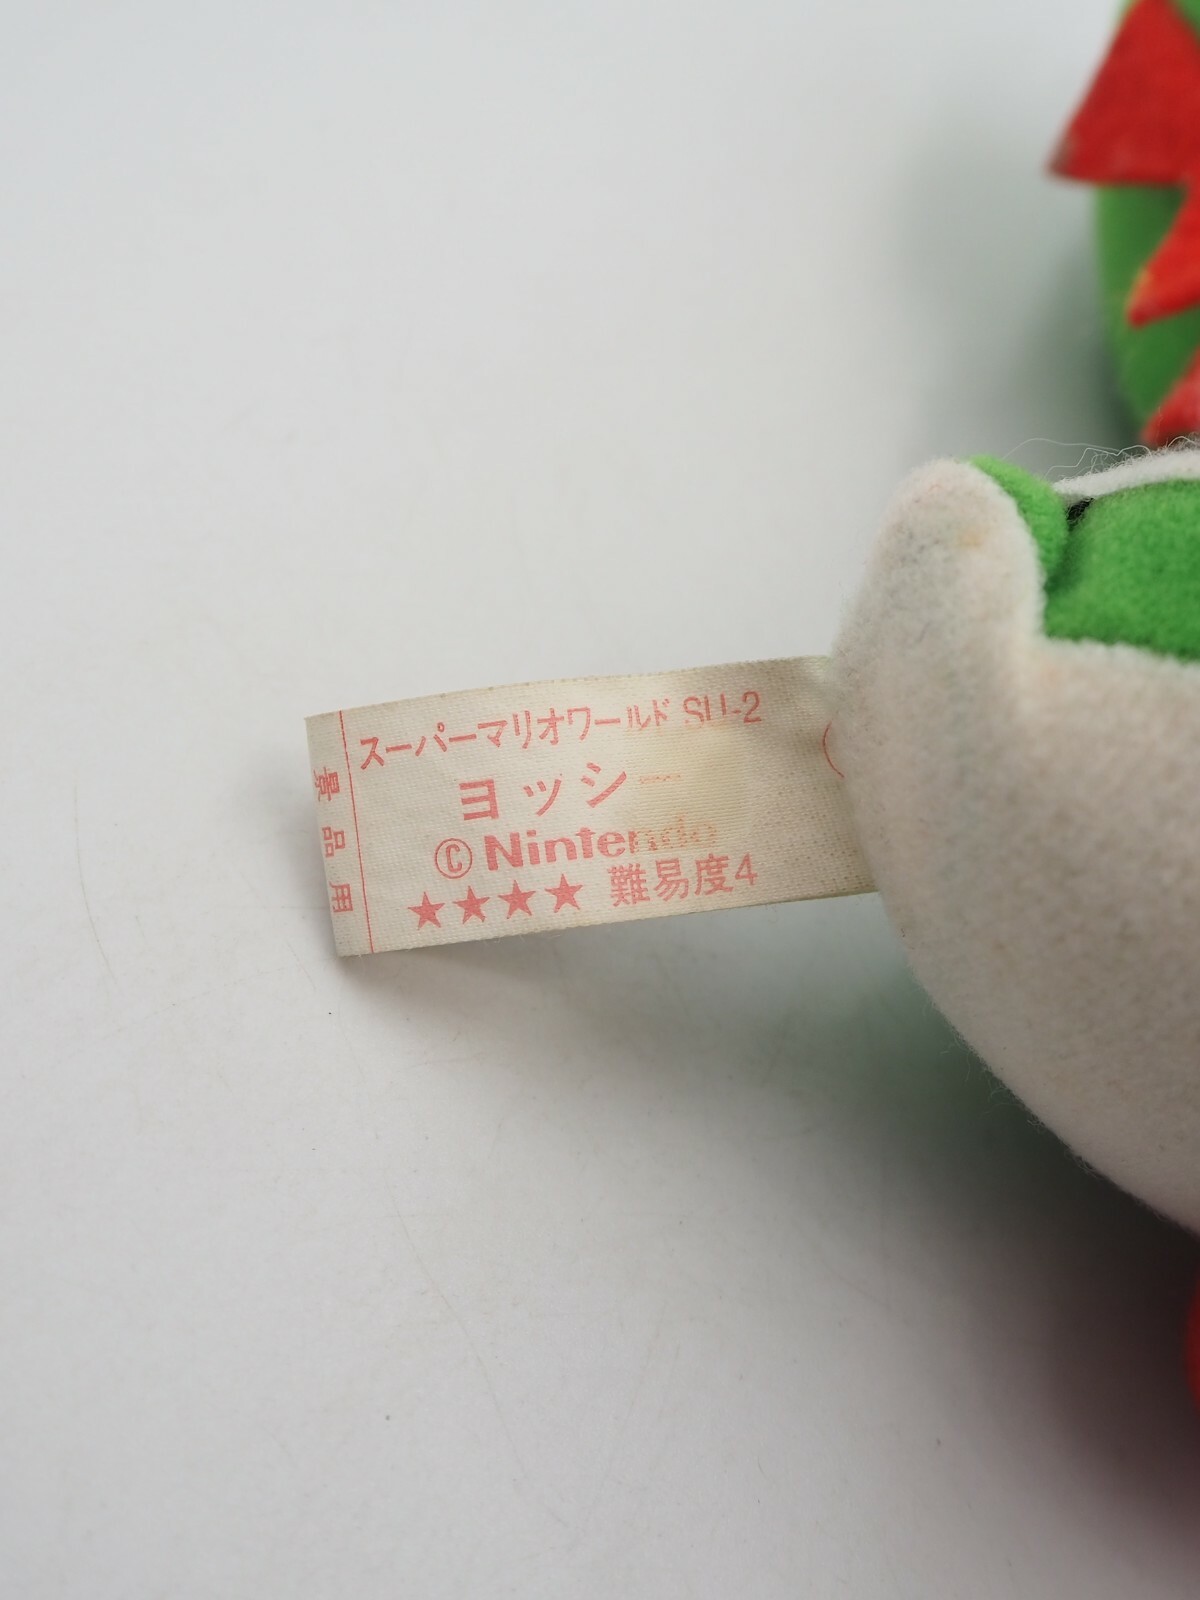 スーパーマリオワールド SU-2
ヨッシー
©Nintendo
★★★★ 難易度4
景品用